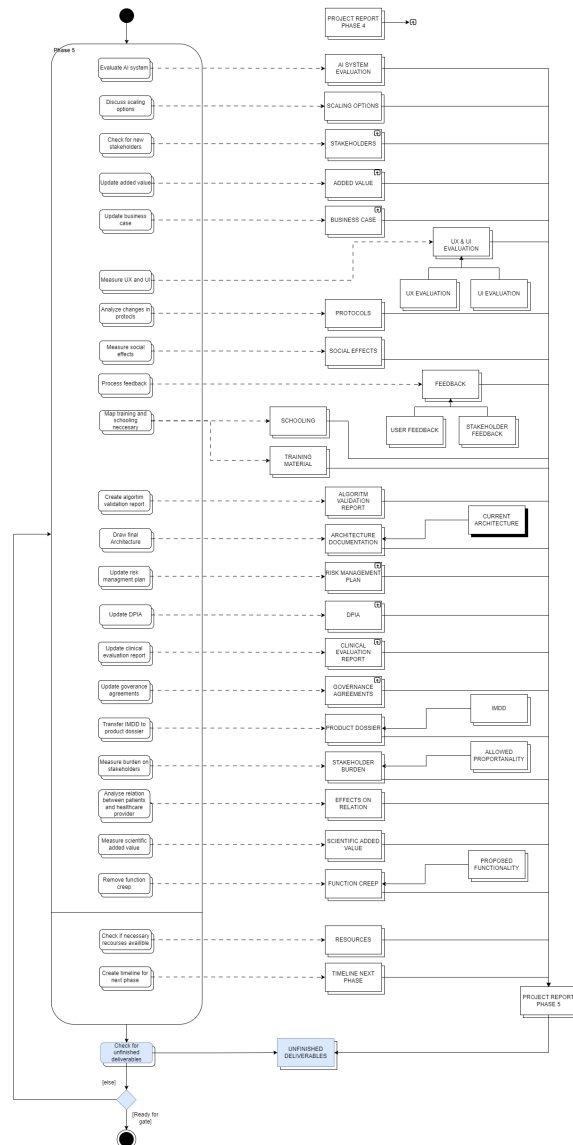 PROJECT REPORT
PHASE 4
Phase 5
Evaluate AI system
AI SYSTEM
EVALUATION
Discuss scaling
options
SCALING OPTIONS
Check for new
stakeholders
STAKEHOLDERS
Update added value
ADDED VALUE
Update business
case
BUSINESS CASE
UX & UI
EVALUATION
Measure UX and UI
UX EVALUATION
UI EVALUATION
Analyze changes in
protocls
PROTOCOLS
Measure social
effects
SOCIAL EFFECTS
Process feedback
FEEDBACK
Map training and
schooling
neccesary
SCHOOLING
USER FEEDBACK
STAKEHOLDER
FEEDBACK
TRAINING
MATERIAL
Create algortim
validation report
ALGORITM
VALIDATION
REPORT
Draw final
Architecture
ARCHITECTURE
DOCUMENTATION
CURRENT
ARCHITECTURE
Update risk
managment plan
RISK MANAGEMENT
PLAN
Update DPIA
DPIA
Update clinical
evaluation report
CLINICAL
EVALUATION
REPORT
Update goverance
agreements
GOVERNANCE
AGREEMENTS
Transfer IMDD to
product dossier
PRODUCT DOSSIER
IMDD
Measure burden on
stakeholders
STAKEHOLDER
BURDEN
ALLOWED
PROPORTANALITY
Analyse relation
between patients
and healthcare
provider
EFFECTS ON
RELATION
Measure scientific
added value
SCIENTIFIC ADDED
VALUE
Remove function
creep
FUNCTION CREEP
PROPOSED
FUNCTIONALITY
Check if necessary
recourses availible
RESOURCES
Create timeline for
next phase
TIMELINE NEXT
PHASE
PROJECT REPORT
PHASE 5
Check for
unfinished
deliverables
UNFINISHED
DELIVERABLES
[else]
[Ready for
gate]